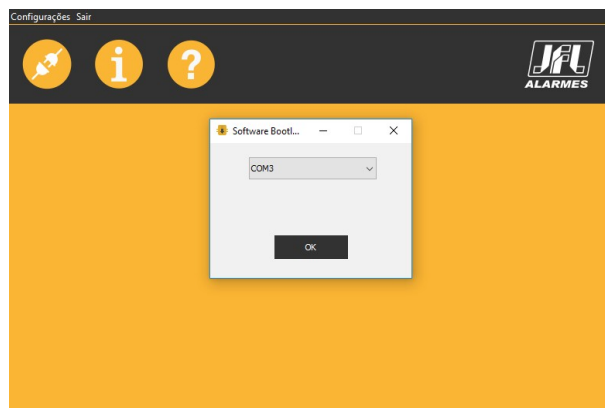 Configurações Sair
i ?
JFL
ALARMES
Software Bootl...
COM3
OK